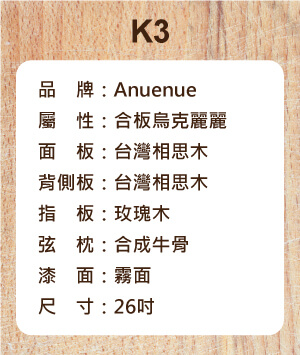 K3
品　牌：Anuenue
屬　性：合板烏克麗麗
面　板：台灣相思木
背側板：台灣相思木
指　板：玫瑰木
弦　枕：合成牛骨
漆　面：霧面
尺　寸：26吋